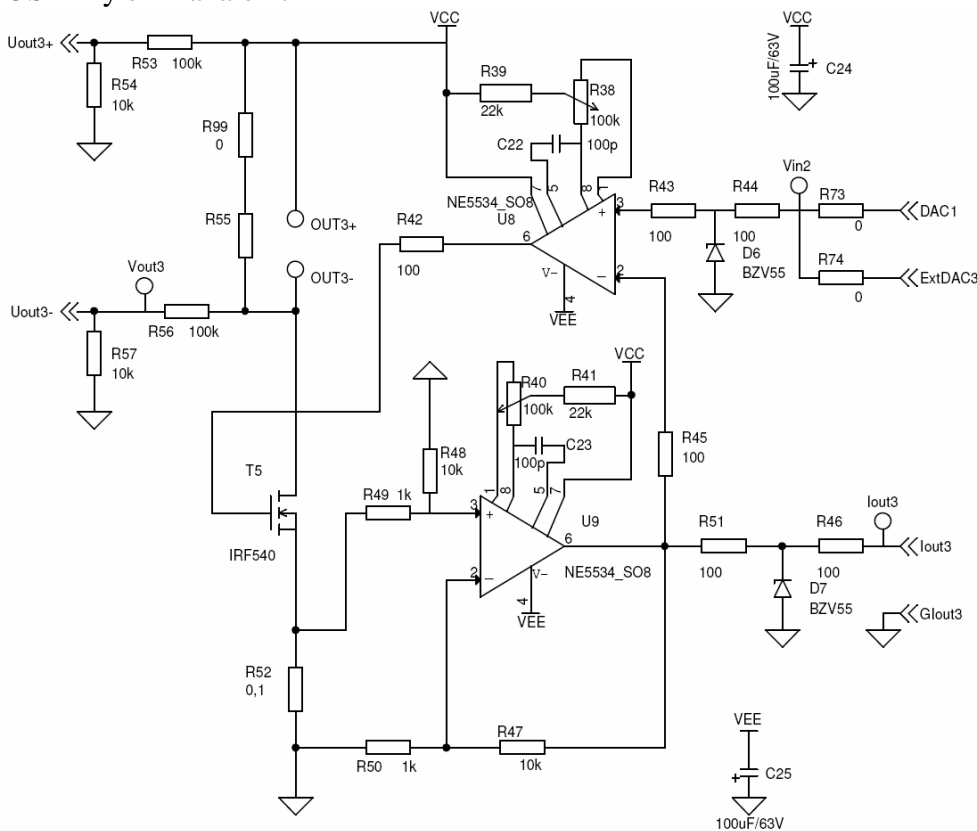 VCC
Uout3+
R53
100k
R54
10k
R99
0
R55
OUT3+
OUT3-
Vout3
Uout3-
R56
100k
R57
10k
R42
100
R39
22k
R38
100k
C22
100p
7
5
8
1
NE5534_SO8
U8
6
3
+
2
−
V−
4
VEE
R43
100
R44
100
D6
BZV55
Vin2
R73
0
DAC1
R74
0
ExtDAC3
VCC
100uF/63V
+
C24
VCC
R40
100k
R41
22k
C23
100p
1
8
5
7
R48
10k
R49
1k
T5
IRF540
3
+
2
−
V−
4
VEE
U9
6
NE5534_SO8
R45
100
R51
100
R46
100
Iout3
Iout3
D7
BZV55
GIout3
R52
0,1
R50
1k
R47
10k
VEE
+
C25
100uF/63V